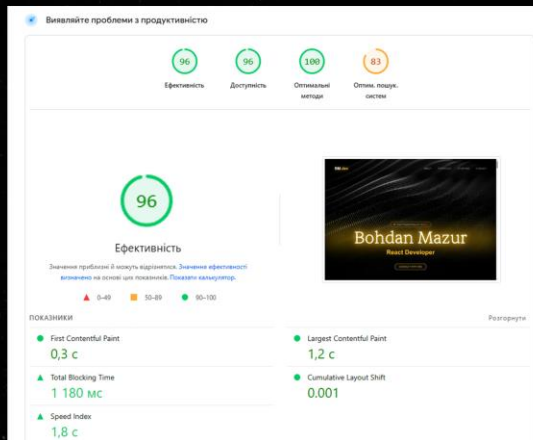 Виявляйте проблеми з продуктивністю
96
96
100
83
Ефективність
Доступність
Оптимальні методи
Оптим. пошук. систем
96
Ефективність
Значення приблизні й можуть відрізнятися. Значення ефективності
визначено на основі цих показників. Показати калькулятор.
0–49
50–89
90–100
Bohdan Mazur
React Developer
ПОКАЗНИКИ
Розгорнути
First Contentful Paint
0,3 с
Largest Contentful Paint
1,2 с
Total Blocking Time
1 180 мс
Cumulative Layout Shift
0.001
Speed Index
1,8 с